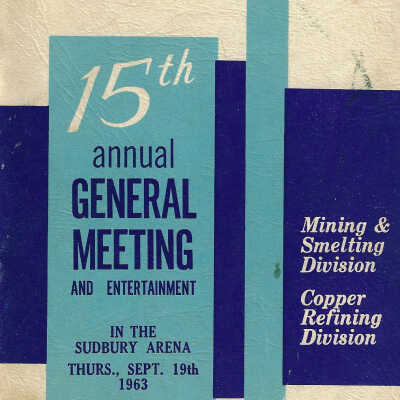 15th
annual
GENERAL
MEETING
AND ENTERTAINMENT
IN THE
SUDBURY ARENA
THURS., SEPT. 19th
1963
Mining &
Smelting
Division
Copper
Refining
Division